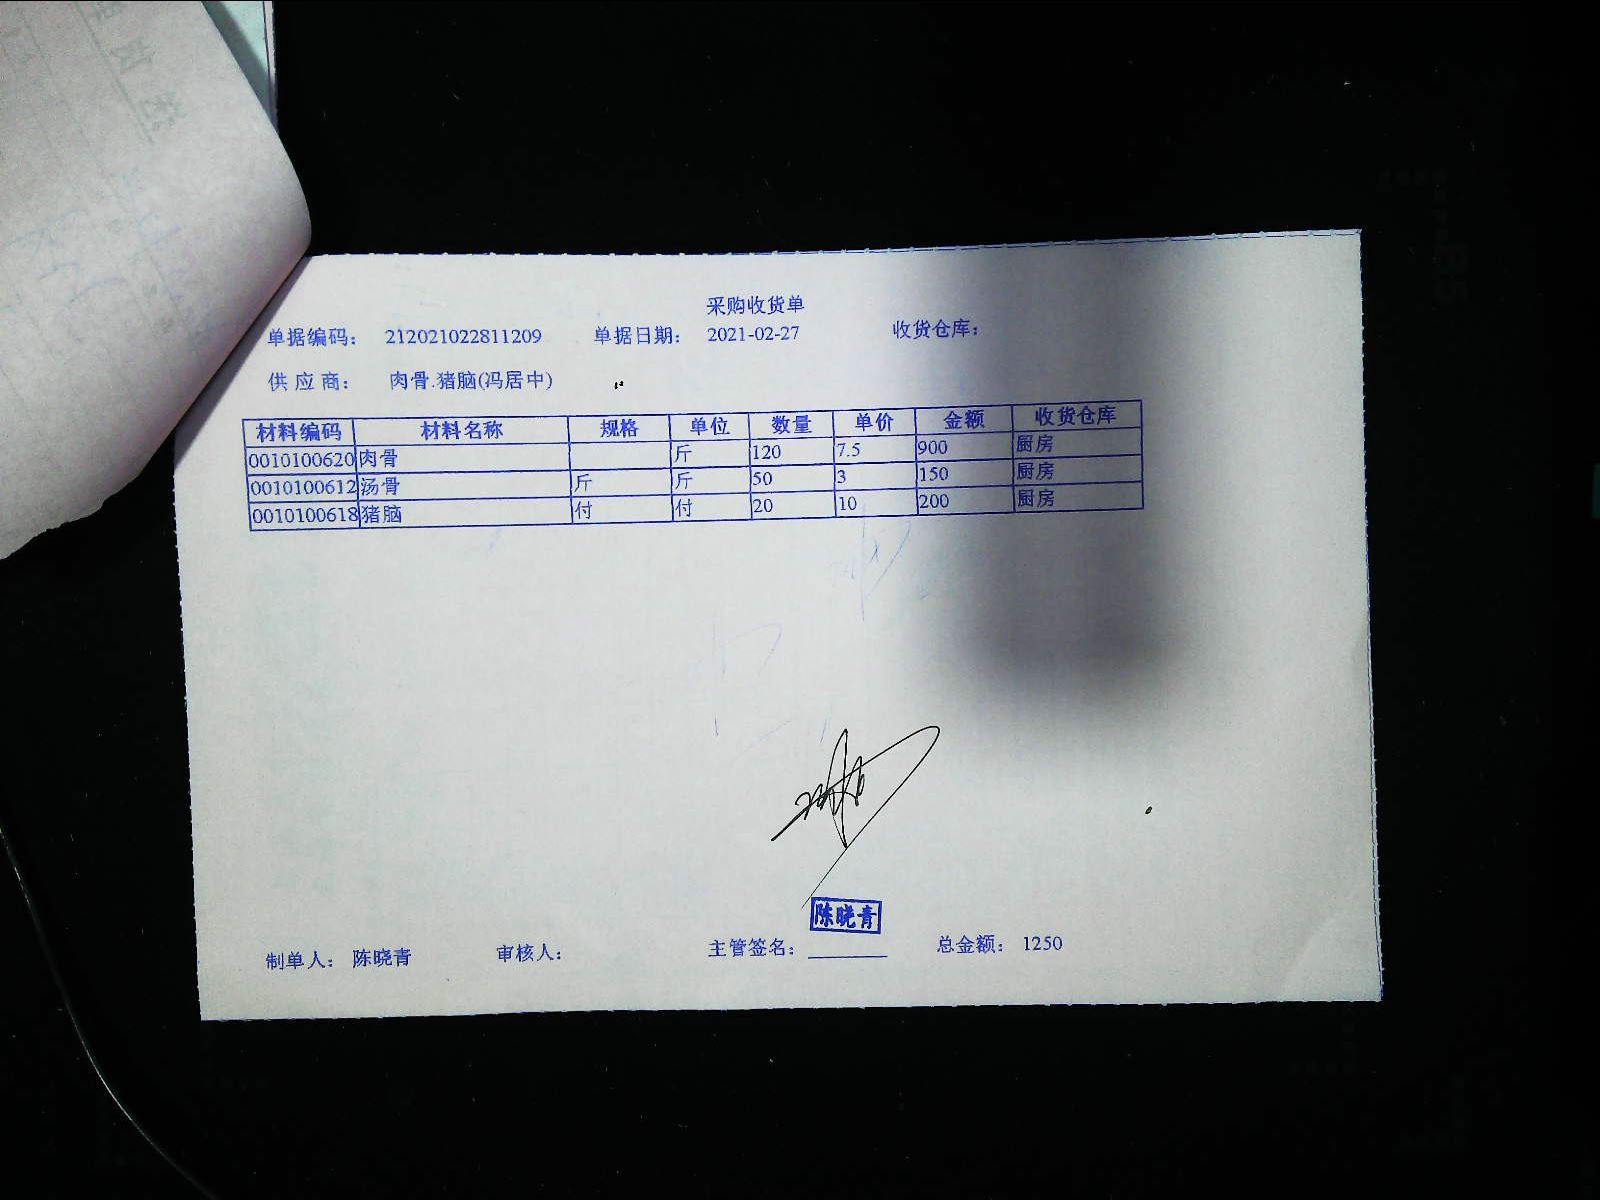 采购收货单
单据编码： 212021022811209 单据日期： 2021-02-27 收货仓库：
供应商： 肉骨.猪脑(冯居中)
材料编码 材料名称 规格 单位 数量 单价 金额 收货仓库
0010100620 肉骨 斤 120 7.5 900 厨房
0010100612 汤骨 斤 斤 50 3 150 厨房
0010100618 猪脑 付 付 20 10 200 厨房
陈晓青
制单人： 陈晓青 审核人： 主管签名： 总金额： 1250